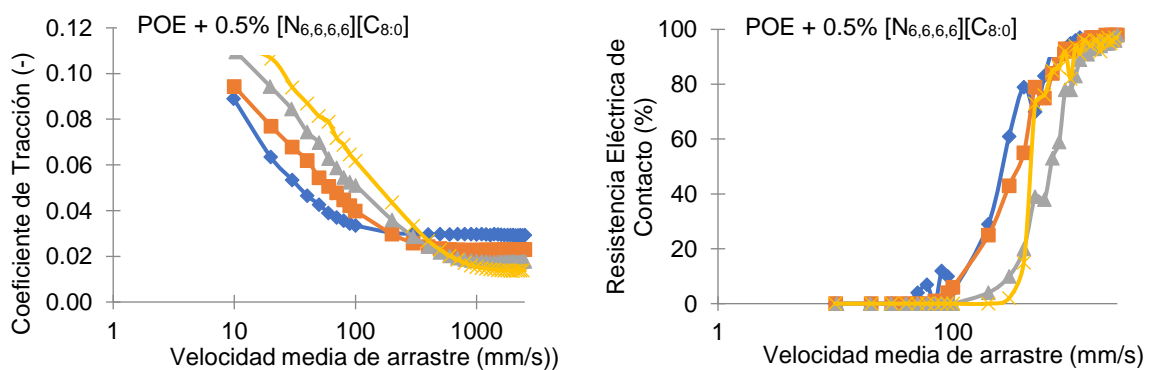 POE + 0.5% [N6,6,6,6][C8:0]
Coeficiente de Tracción (-)
0.12
0.10
0.08
0.06
0.04
0.02
0.00
1
10
100
1000
Velocidad media de arrastre (mm/s))
POE + 0.5% [N6,6,6,6][C8:0]
Resistencia Eléctrica de
Contacto (%)
100
80
60
40
20
0
1
100
Velocidad media de arrastre (mm/s)